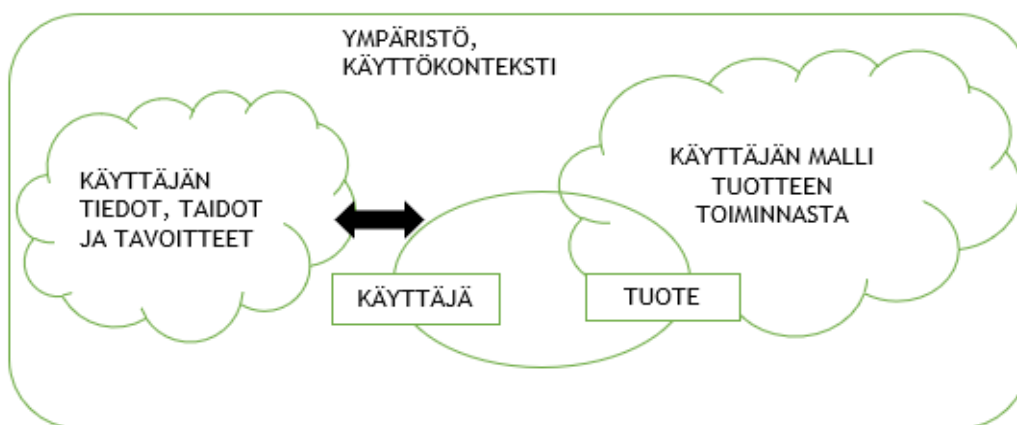 YMPÄRISTÖ,
KÄYTTÖKONTEKSTI
KÄYTTÄJÄN
TIEDOT, TAIDOT
JA TAVOITTEET
KÄYTTÄJÄN MALLI
TUOTTEEN
TOIMINNASTA
KÄYTTÄJÄ
TUOTE